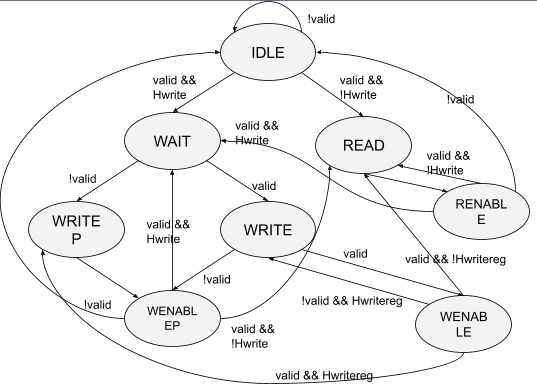 !valid
IDLE
valid &&
Hwrite
valid &&
!Hwrite
!valid
WAIT
valid &&
Hwrite
READ
valid &&
!Hwrite
!valid
valid
RENABL
E
WRITE
P
valid &&
Hwrite
WRITE
valid
valid && !Hwritereg
!valid
!valid
!valid && Hwritereg
WENABL
EP
valid &&
!Hwrite
WENAB
LE
valid && Hwritereg